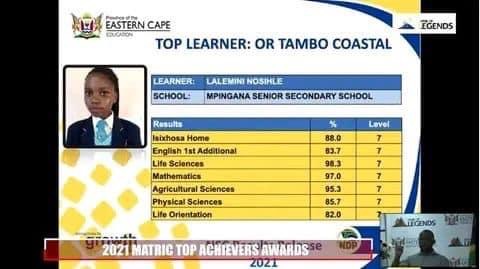 Province of the
EASTERN CAPE
EDUCATION
HOME OF
LEGENDS
TOP LEARNER: OR TAMBO COASTAL
LEARNER: LALEMINI NOSIHLE
SCHOOL: MPINGANA SENIOR SECONDARY SCHOOL
Results % Level
Isixhosa Home 88.0 7
English 1st Additional 83.7 7
Life Sciences 98.3 7
Mathematics 97.0 7
Agricultural Sciences 95.3 7
Physical Sciences 85.7 7
Life Orientation 82.0 7
growth
NDP
2021 MATRIC TOP ACHIEVERS AWARDS
2021
LEGENDS